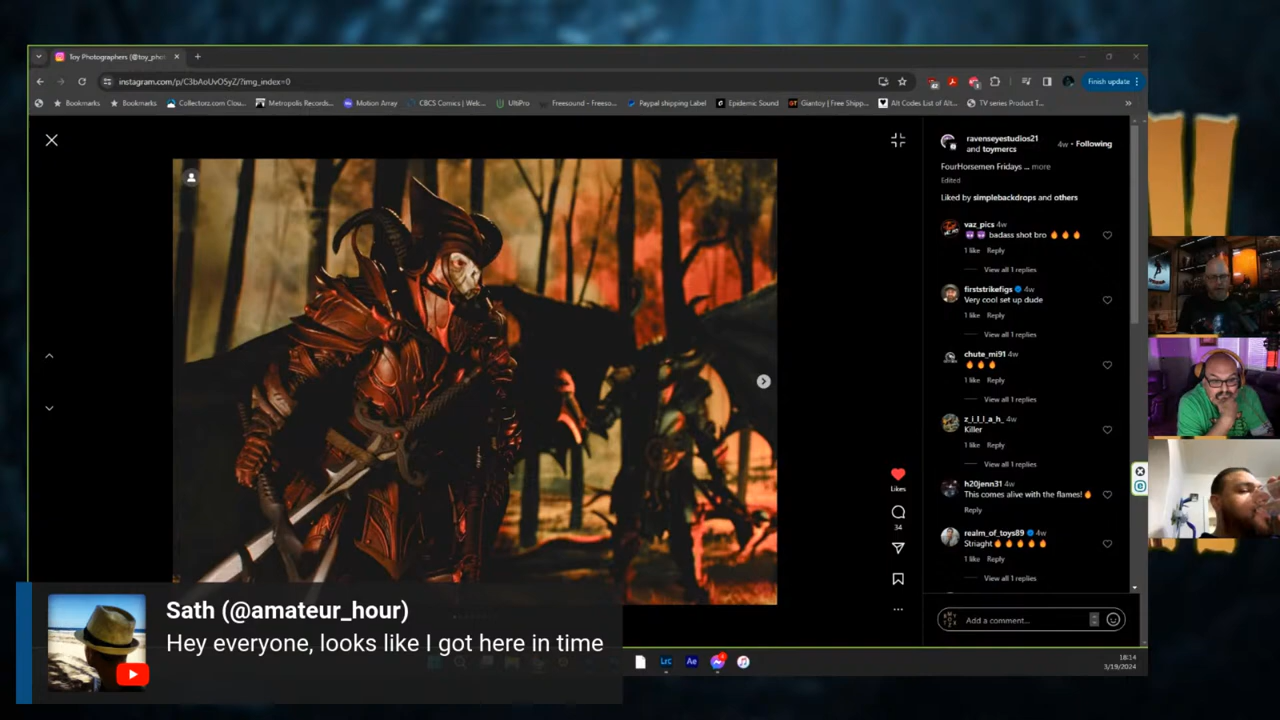 Toy Photographers (@toy_phot
instagram.com/p/C3bAoUvO5yZ/?img_index=0
Finish update
Bookmarks
Bookmarks
Collectorz.com Clou...
Metropolis Records...
Motion Array
CBCS Comics | Welc...
UltiPro
Freesound - Freeso...
Paypal shipping Label
Epidemic Sound
Giantoy | Free Shipp...
Alt Codes List of Alt...
TV series Product T...
ravenseyestudios21
and toymercs
4w • Following
FourHorsemen Fridays ... more
Edited
Liked by simplebackdrops and others
vaz_pics 4w
badass shot bro 🔥🔥🔥
1 like Reply
View all 1 replies
firststrikefigs 4w
Very cool set up dude
1 like Reply
View all 1 replies
chute_mi91 4w
🔥🔥🔥
1 like Reply
View all 1 replies
z_i_l_l_a_h_ 4w
Killer
1 like Reply
View all 1 replies
h20jenn31 4w
This comes alive with the flames!🔥
Reply
realm_of_toys89 4w
Striaght🔥🔥🔥🔥🔥
1 like Reply
View all 1 replies
Likes
34
Add a comment...
Lrc
Ae
18:14
3/19/2024
Sath (@amateur_hour)
Hey everyone, looks like I got here in time